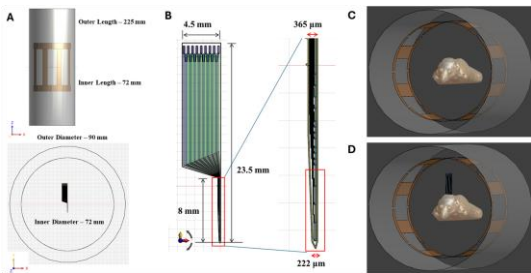 A
Outer Length – 225 mm
Inner Length – 72 mm
Outer Diameter – 90 mm
Inner Diameter – 72 mm
B
4.5 mm
365 µm
23.5 mm
8 mm
222 µm
C
D